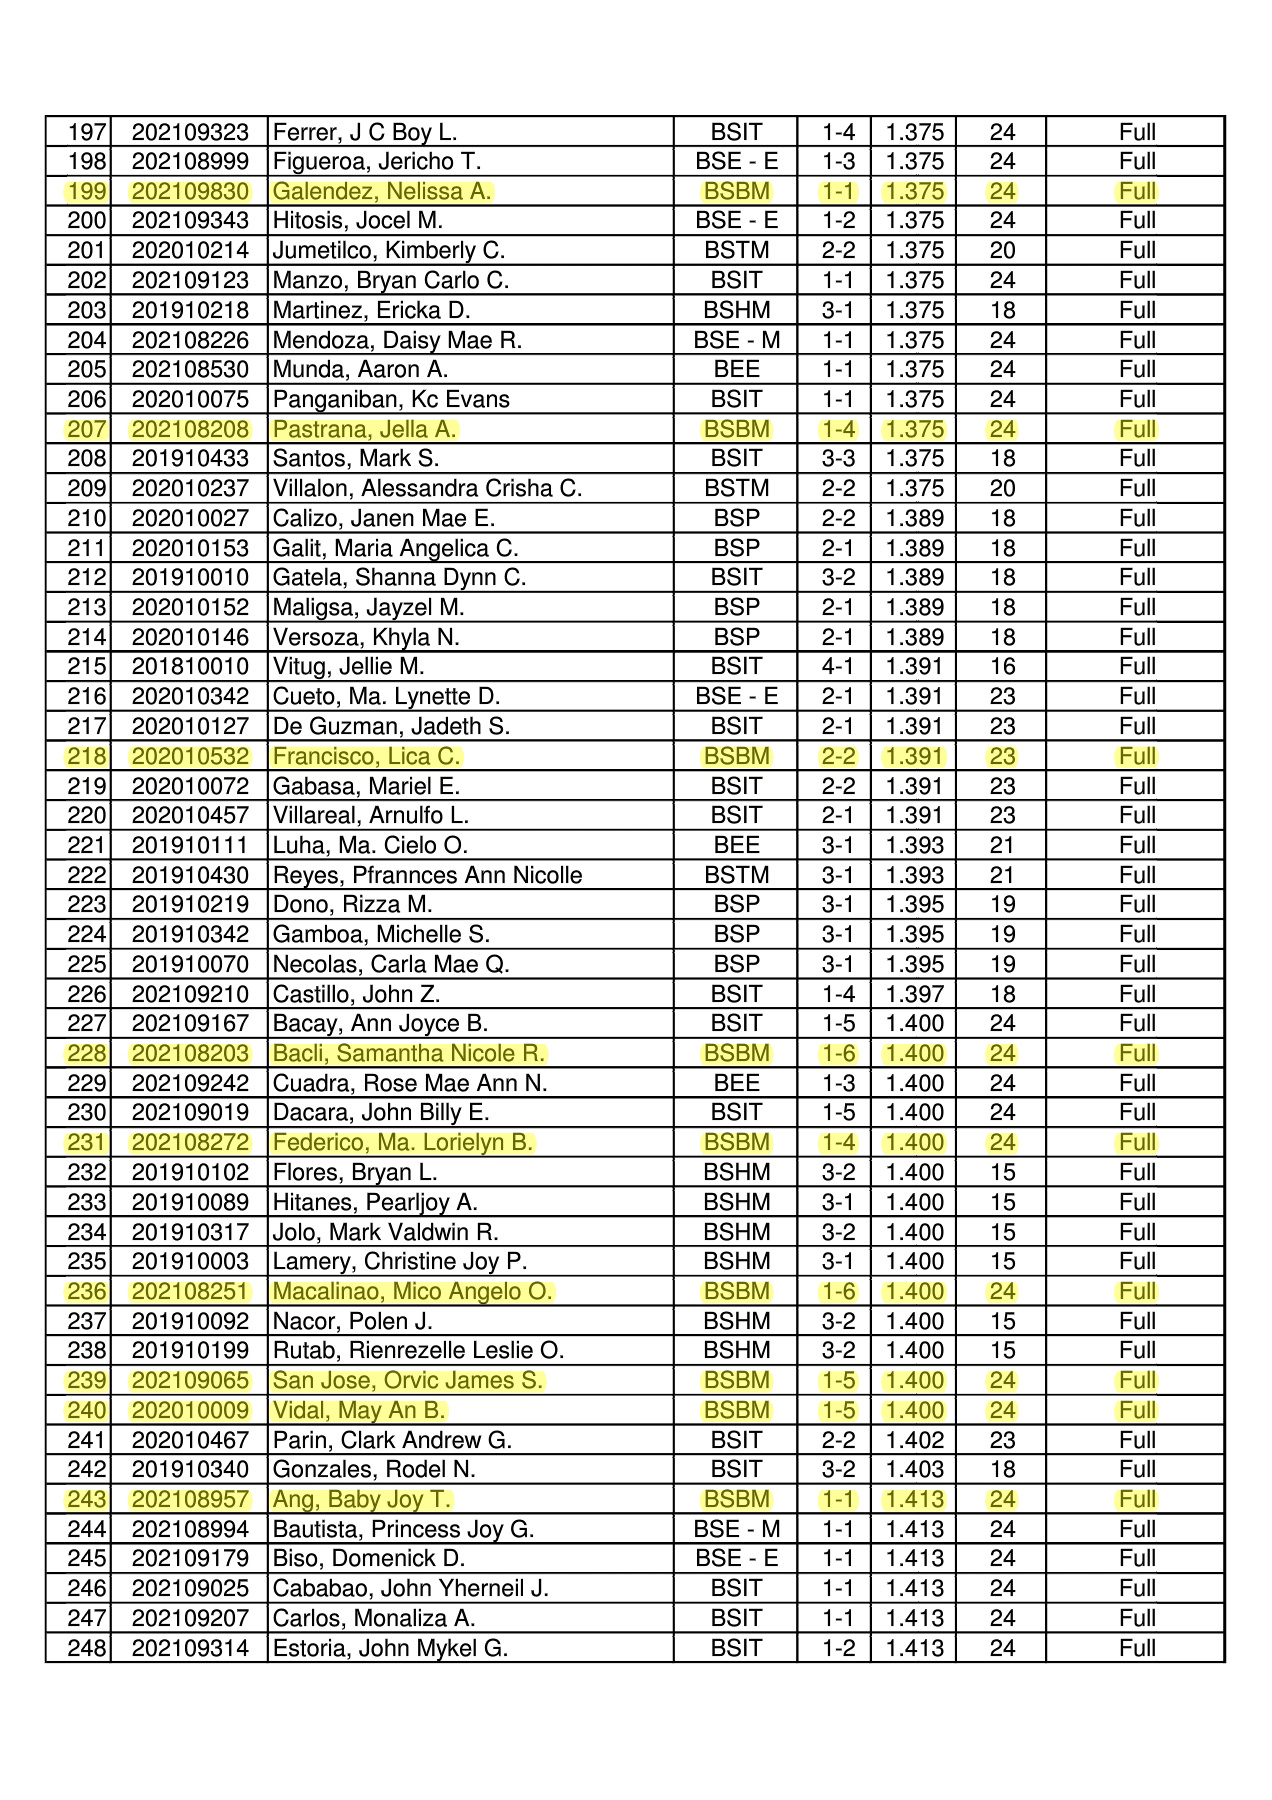 197 202109323 Ferrer, J C Boy L. BSIT 1-4 1.375 24 Full
198 202108999 Figueroa, Jericho T. BSE - E 1-3 1.375 24 Full
199 202109830 Galendez, Nelissa A. BSBM 1-1 1.375 24 Full
200 202109343 Hitosis, Jocel M. BSE - E 1-2 1.375 24 Full
201 202010214 Jumetilco, Kimberly C. BSTM 2-2 1.375 20 Full
202 202109123 Manzo, Bryan Carlo C. BSIT 1-1 1.375 24 Full
203 201910218 Martinez, Ericka D. BSHM 3-1 1.375 18 Full
204 202108226 Mendoza, Daisy Mae R. BSE - M 1-1 1.375 24 Full
205 202108530 Munda, Aaron A. BEE 1-1 1.375 24 Full
206 202010075 Panganiban, Kc Evans BSIT 1-1 1.375 24 Full
207 202108208 Pastrana, Jella A. BSBM 1-4 1.375 24 Full
208 201910433 Santos, Mark S. BSIT 3-3 1.375 18 Full
209 202010237 Villalon, Alessandra Crisha C. BSTM 2-2 1.375 20 Full
210 202010027 Calizo, Janen Mae E. BSP 2-2 1.389 18 Full
211 202010153 Galit, Maria Angelica C. BSP 2-1 1.389 18 Full
212 201910010 Gatela, Shanna Dynn C. BSIT 3-2 1.389 18 Full
213 202010152 Maligsa, Jayzel M. BSP 2-1 1.389 18 Full
214 202010146 Versoza, Khyla N. BSP 2-1 1.389 18 Full
215 201810010 Vitug, Jellie M. BSIT 4-1 1.391 16 Full
216 202010342 Cueto, Ma. Lynette D. BSE - E 2-1 1.391 23 Full
217 202010127 De Guzman, Jadeth S. BSIT 2-1 1.391 23 Full
218 202010532 Francisco, Lica C. BSBM 2-2 1.391 23 Full
219 202010072 Gabasa, Mariel E. BSIT 2-2 1.391 23 Full
220 202010457 Villareal, Arnulfo L. BSIT 2-1 1.391 23 Full
221 201910111 Luha, Ma. Cielo O. BEE 3-1 1.393 21 Full
222 201910430 Reyes, Pfrannces Ann Nicolle BSTM 3-1 1.393 21 Full
223 201910219 Dono, Rizza M. BSP 3-1 1.395 19 Full
224 201910342 Gamboa, Michelle S. BSP 3-1 1.395 19 Full
225 201910070 Necolas, Carla Mae Q. BSP 3-1 1.395 19 Full
226 202109210 Castillo, John Z. BSIT 1-4 1.397 18 Full
227 202109167 Bacay, Ann Joyce B. BSIT 1-5 1.400 24 Full
228 202108203 Bacli, Samantha Nicole R. BSBM 1-6 1.400 24 Full
229 202109242 Cuadra, Rose Mae Ann N. BEE 1-3 1.400 24 Full
230 202109019 Dacara, John Billy E. BSIT 1-5 1.400 24 Full
231 202108272 Federico, Ma. Lorielyn B. BSBM 1-4 1.400 24 Full
232 201910102 Flores, Bryan L. BSHM 3-2 1.400 15 Full
233 201910089 Hitanes, Pearljoy A. BSHM 3-1 1.400 15 Full
234 201910317 Jolo, Mark Valdwin R. BSHM 3-2 1.400 15 Full
235 201910003 Lamery, Christine Joy P. BSHM 3-1 1.400 15 Full
236 202108251 Macalinao, Mico Angelo O. BSBM 1-6 1.400 24 Full
237 201910092 Nacor, Polen J. BSHM 3-2 1.400 15 Full
238 201910199 Rutab, Rienrezelle Leslie O. BSHM 3-2 1.400 15 Full
239 202109065 San Jose, Orvic James S. BSBM 1-5 1.400 24 Full
240 202010009 Vidal, May An B. BSBM 1-5 1.400 24 Full
241 202010467 Parin, Clark Andrew G. BSIT 2-2 1.402 23 Full
242 201910340 Gonzales, Rodel N. BSIT 3-2 1.403 18 Full
243 202108957 Ang, Baby Joy T. BSBM 1-1 1.413 24 Full
244 202108994 Bautista, Princess Joy G. BSE - M 1-1 1.413 24 Full
245 202109179 Biso, Domenick D. BSE - E 1-1 1.413 24 Full
246 202109025 Cababao, John Yherneil J. BSIT 1-1 1.413 24 Full
247 202109207 Carlos, Monaliza A. BSIT 1-1 1.413 24 Full
248 202109314 Estoria, John Mykel G. BSIT 1-2 1.413 24 Full